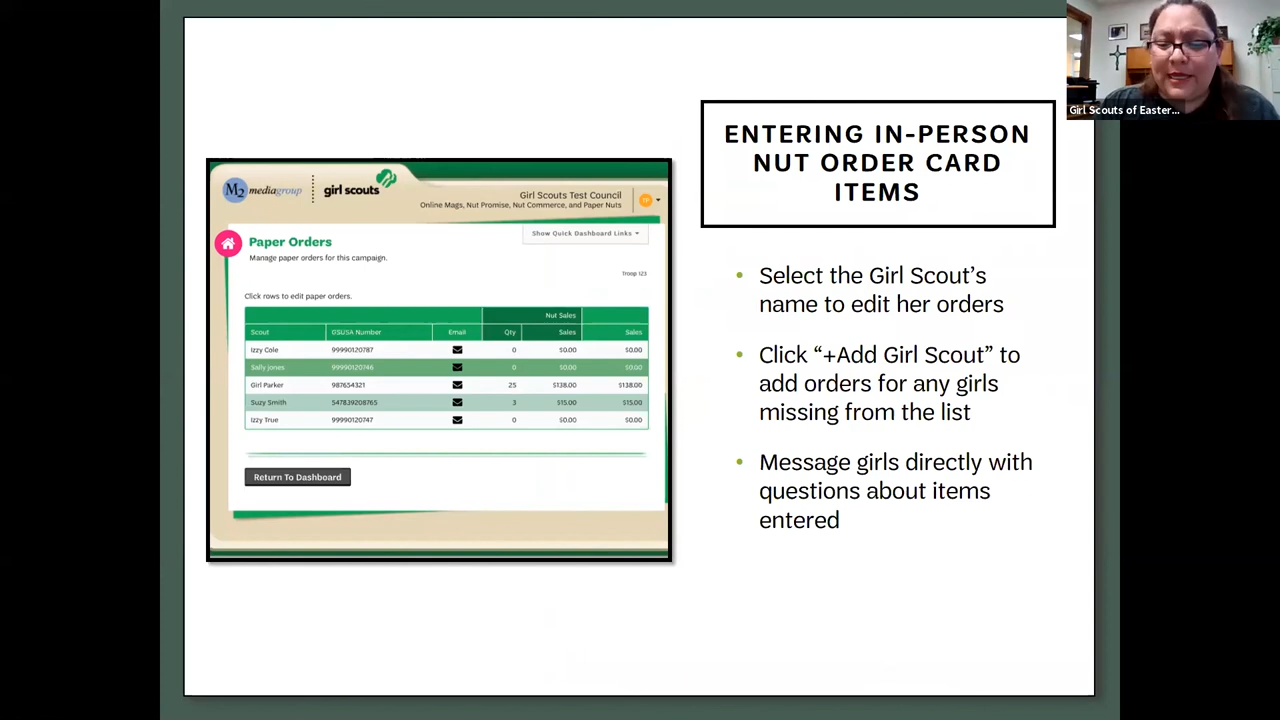 Girl Scouts of Easter...
ENTERING IN-PERSON
NUT ORDER CARD
ITEMS
M2 mediagroup
girl scouts
Girl Scouts Test Council
Online Mags, Nut Promise, Nut Commerce, and Paper Nuts
TP
Show Quick Dashboard Links
Paper Orders
Manage paper orders for this campaign.
Troop 123
Click rows to edit paper orders.
Nut Sales
Scout GSUSA Number Email Qty Sales Sales
Izzy Cole 99990120787 0 $0.00 $0.00
Sally Jones 99990120746 0 $0.00 $0.00
Girl Parker 987654321 25 $138.00 $138.00
Suzy Smith 547839208765 3 $15.00 $15.00
Izzy True 99990120747 0 $0.00 $0.00
Return To Dashboard
• Select the Girl Scout’s
name to edit her orders
• Click “+Add Girl Scout” to
add orders for any girls
missing from the list
• Message girls directly with
questions about items
entered